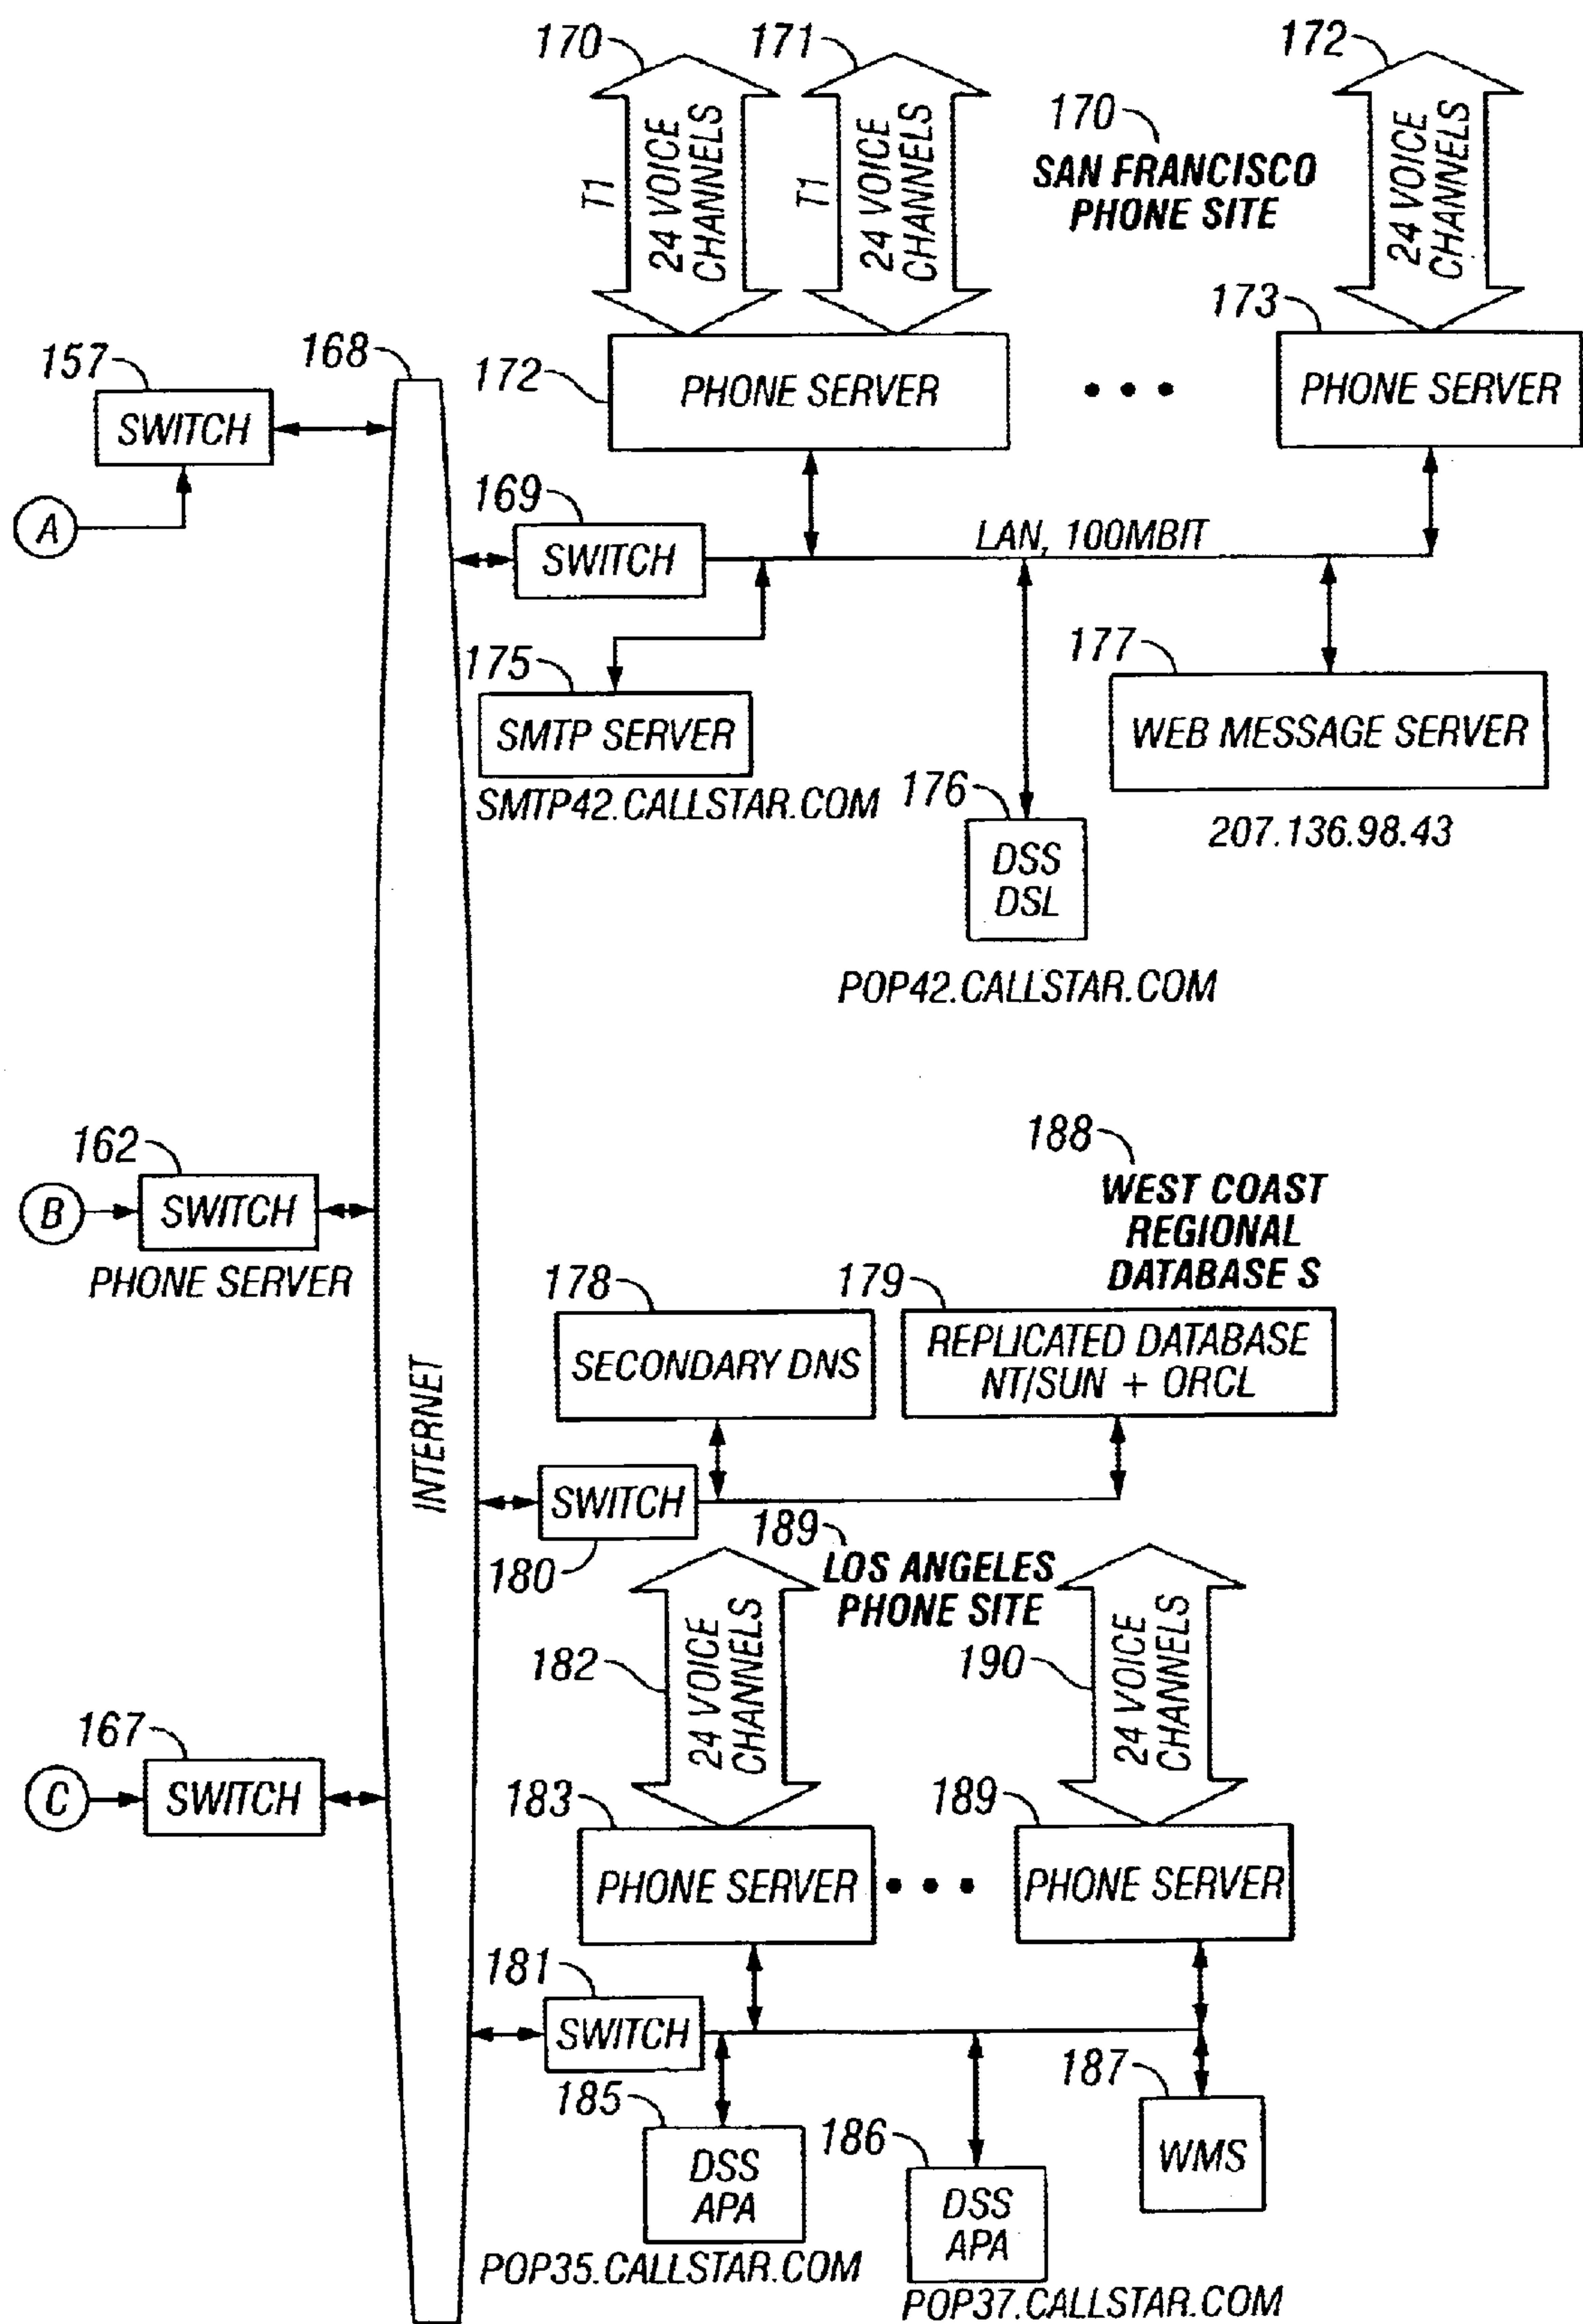 170
171
172
T1
24 VOICE
CHANNELS
T1
24 VOICE
CHANNELS
170
SAN FRANCISCO
PHONE SITE
24 VOICE
CHANNELS
173
157
168
172
PHONE SERVER
PHONE SERVER
SWITCH
A
169
SWITCH
LAN, 100MBIT
175
SMTP SERVER
SMTP42.CALLSTAR.COM
177
WEB MESSAGE SERVER
207.136.98.43
176
DSS
DSL
POP42.CALLSTAR.COM
162
B
SWITCH
PHONE SERVER
188
WEST COAST
REGIONAL
DATABASE S
178
179
SECONDARY DNS
REPLICATED DATABASE
NT/SUN + ORCL
INTERNET
SWITCH
180
189
LOS ANGELES
PHONE SITE
182
24 VOICE
CHANNELS
190
24 VOICE
CHANNELS
167
C
SWITCH
183
189
PHONE SERVER
PHONE SERVER
181
SWITCH
185
DSS
APA
POP35.CALLSTAR.COM
186
DSS
APA
POP37.CALLSTAR.COM
187
WMS